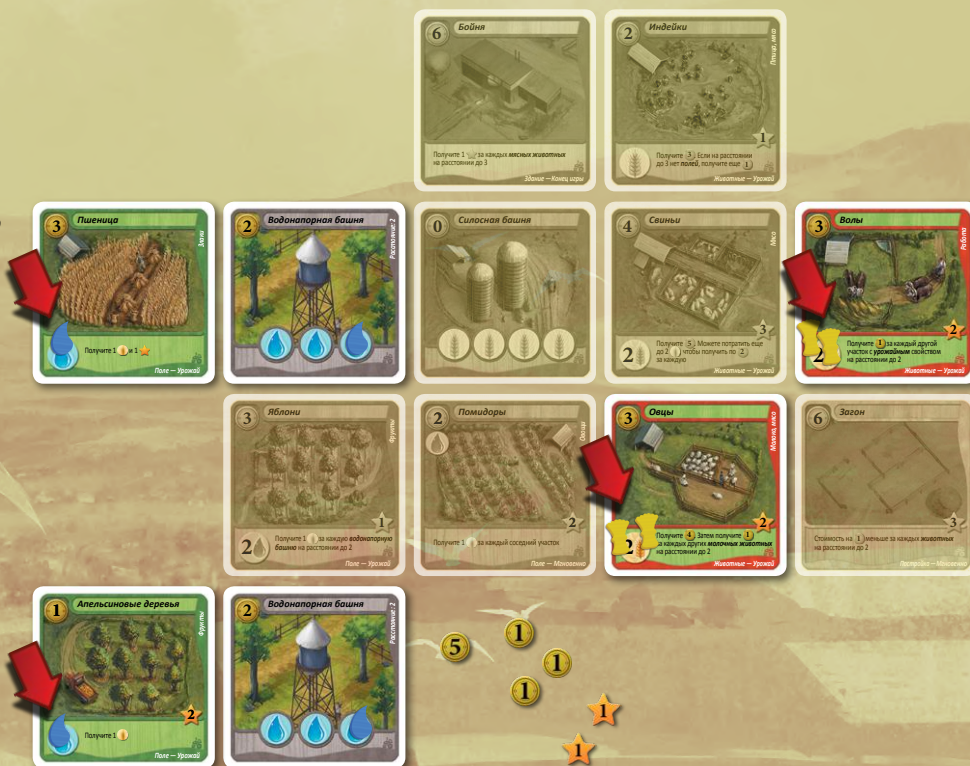 6 Бойня
Получите 1 за каждых мясных животных
на расстоянии до 3
Здание — Конец игры
2 Индейки
Птица, мясо
1
Получите 3. Если на расстоянии
до 3 нет полей, получите еще 1
Животные — Урожай
3 Пшеница
Злаки
Получите 1 и 1
Поле — Урожай
2 Водонапорная башня
Расстояние: 2
0 Силосная башня
4 Свиньи
Мясо
3
2
Получите 5. Можете потратить еще
до 2, чтобы получить по 2
за каждую
Животные — Урожай
3 Волы
Работа
2
2
Получите 1 за каждый другой
участок с урожайным свойством
на расстоянии до 2
Животные — Урожай
3 Яблони
Фрукты
1
2
Получите 1 за каждую водонапорную
башню на расстоянии до 2
Поле — Урожай
2 Помидоры
Овощи
2
Получите 1 за каждый соседний участок
Поле — Мгновенно
3 Овцы
Молоко, мясо
2
2
Получите 4. Затем получите 1
за каждых других молочных животных
на расстоянии до 2
Животные — Урожай
6 Загон
3
Стоимость на 1 меньше за каждых животных
на расстоянии до 2
Постройка — Мгновенно
1 Апельсиновые деревья
Фрукты
2
Получите 1
Поле — Урожай
2 Водонапорная башня
Расстояние: 2
5
1
1
1
1
1